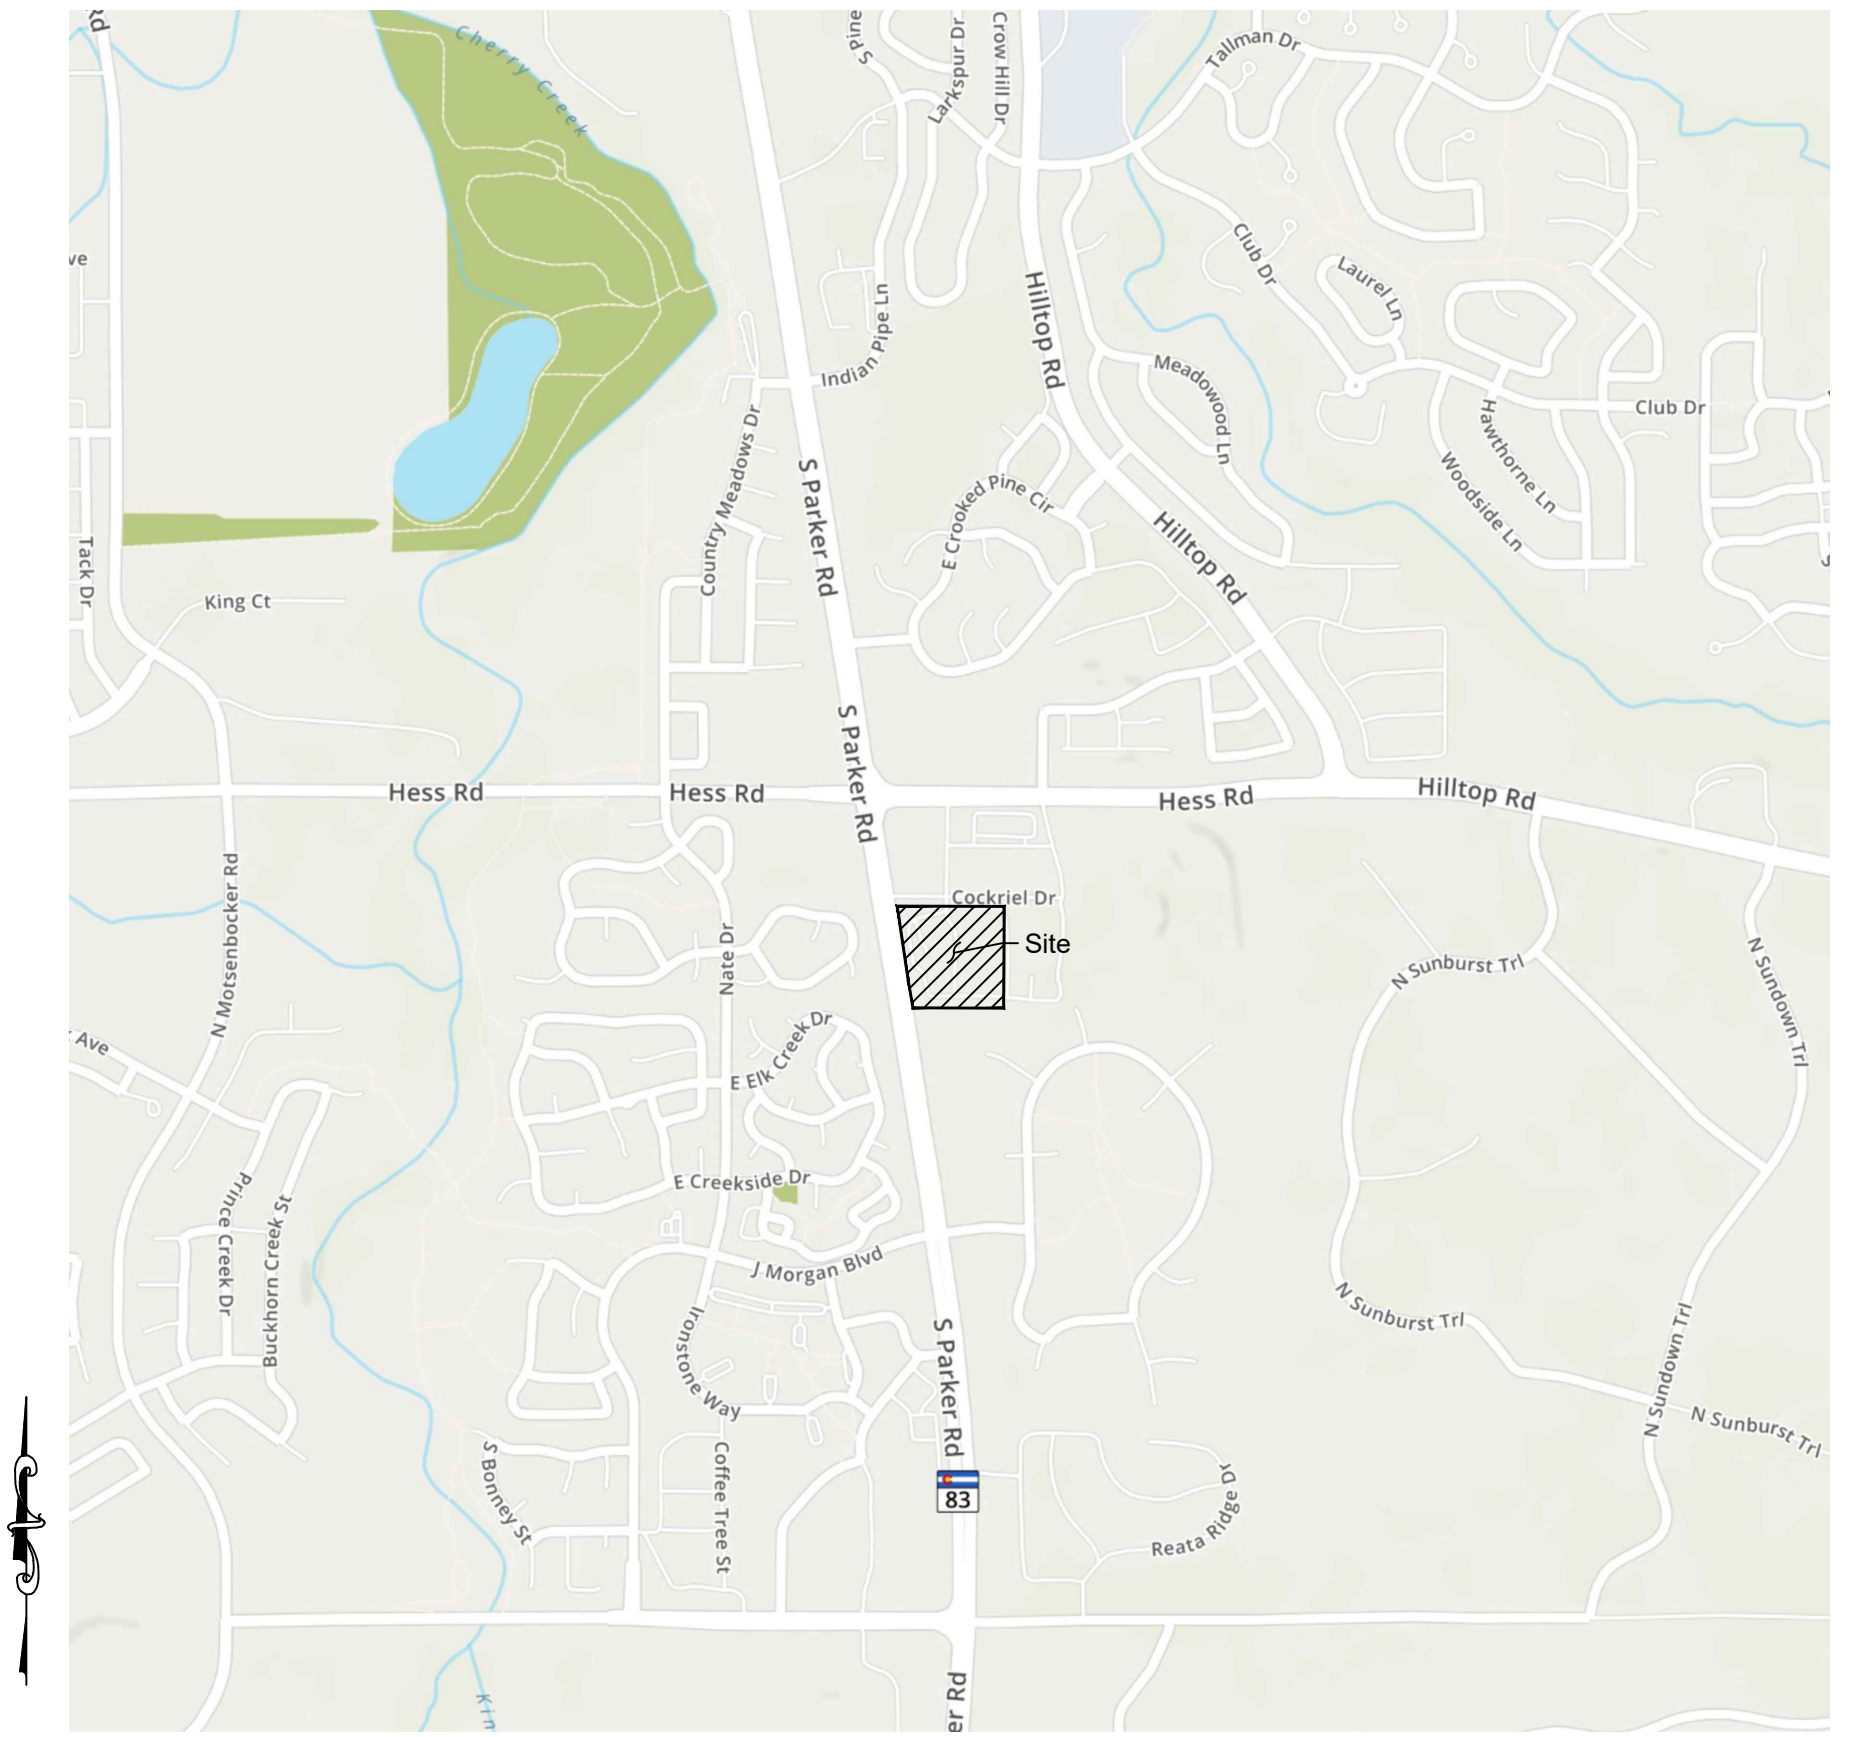 Rd
Cherry Creek
S Pine
Larkspur Dr
Crow Hill Dr
Tallman Dr
ve
Indian Pipe Ln
Hilltop Rd
Club Dr
Laurel Ln
Meadowood Ln
Club Dr
Hawthorne Ln
Woodside Ln
Country Meadows Dr
S Parker Rd
E Crooked Pine Cir
Hilltop Rd
Tack Dr
King Ct
S Parker Rd
Hess Rd
Hess Rd
Hess Rd
Hilltop Rd
Cockriel Dr
Site
N Motsenbocker Rd
Nate Dr
N Sunburst Trl
N Sundown Trl
Ave
E Elk Creek Dr
E Creekside Dr
Prince Creek Dr
Buckhorn Creek St
J Morgan Blvd
Ironstone Way
S Parker Rd
N Sunburst Trl
N Sundown Trl
N Sunburst Trl
S Bonney St
Coffee Tree St
83
Reata Ridge Dr
Kin
er Rd